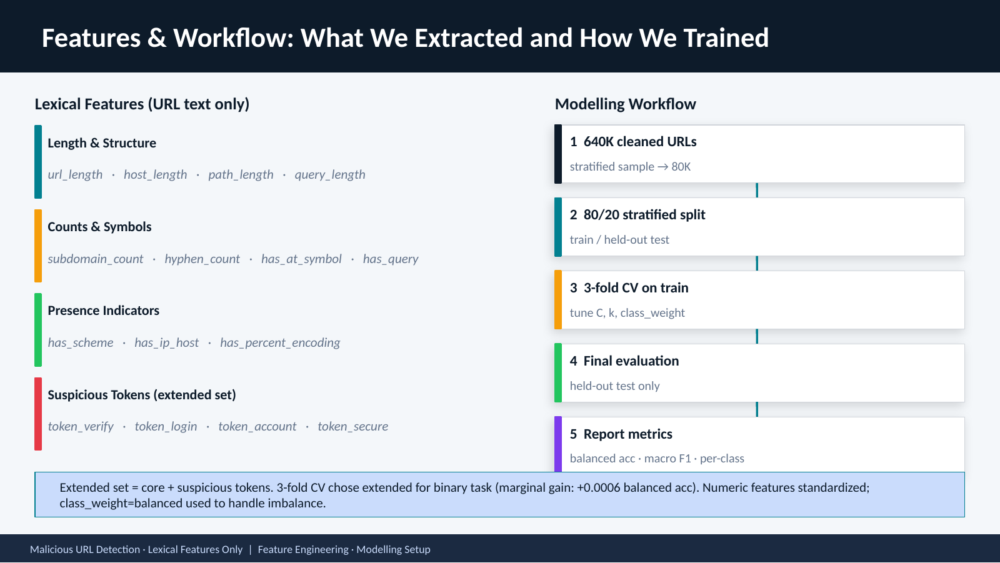 Features & Workflow: What We Extracted and How We Trained
Lexical Features (URL text only)
Length & Structure
url_length · host_length · path_length · query_length
Counts & Symbols
subdomain_count · hyphen_count · has_at_symbol · has_query
Presence Indicators
has_scheme · has_ip_host · has_percent_encoding
Suspicious Tokens (extended set)
token_verify · token_login · token_account · token_secure
Modelling Workflow
1 640K cleaned URLs
stratified sample → 80K
2 80/20 stratified split
train / held-out test
3 3-fold CV on train
tune C, k, class_weight
4 Final evaluation
held-out test only
5 Report metrics
balanced acc · macro F1 · per-class
Extended set = core + suspicious tokens. 3-fold CV chose extended for binary task (marginal gain: +0.0006 balanced acc). Numeric features standardized;
class_weight=balanced used to handle imbalance.
Malicious URL Detection · Lexical Features Only | Feature Engineering · Modelling Setup